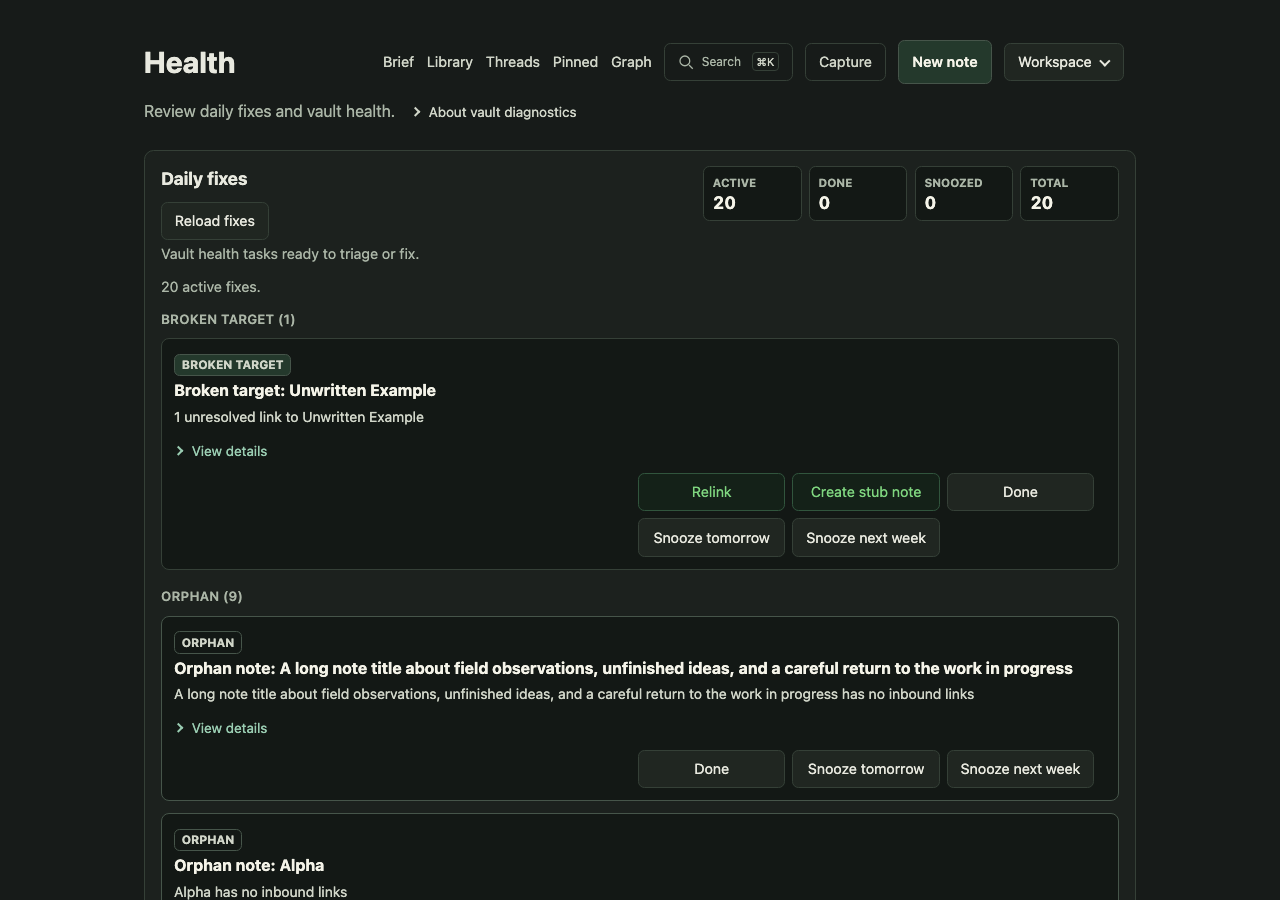 Health
Brief Library Threads Pinned Graph Search ⌘K Capture New note Workspace
Review daily fixes and vault health. About vault diagnostics
Daily fixes
ACTIVE DONE SNOOZED TOTAL
20 0 0 20
Reload fixes
Vault health tasks ready to triage or fix.
20 active fixes.
BROKEN TARGET (1)
BROKEN TARGET
Broken target: Unwritten Example
1 unresolved link to Unwritten Example
View details
Relink Create stub note Done
Snooze tomorrow Snooze next week
ORPHAN (9)
ORPHAN
Orphan note: A long note title about field observations, unfinished ideas, and a careful return to the work in progress
A long note title about field observations, unfinished ideas, and a careful return to the work in progress has no inbound links
View details
Done Snooze tomorrow Snooze next week
ORPHAN
Orphan note: Alpha
Alpha has no inbound links